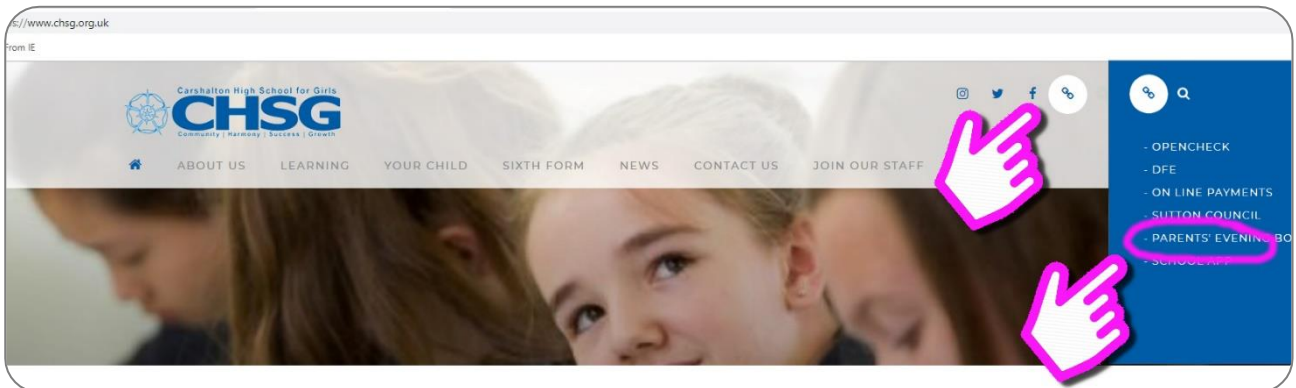 s://www.chsg.org.uk
From IE
Carshalton High School for Girls
CHSG
Community | Harmony | Success | Growth
ABOUT US LEARNING YOUR CHILD SIXTH FORM NEWS CONTACT US JOIN OUR STAFF
- OPENCHECK
- DFE
- ON LINE PAYMENTS
- SUTTON COUNCIL
- PARENTS' EVENING BO
- SCHOOL APP